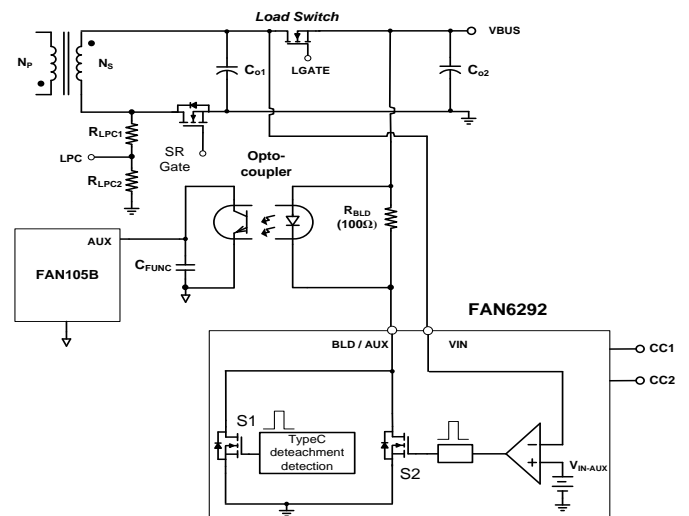 Load Switch
VBUS
NP
NS
Co1
LGATE
Co2
RLPC1
LPC
SR
Gate
RLPC2
Opto-
coupler
RBLD
(100Ω)
AUX
CFUNC
FAN105B
FAN6292
BLD / AUX
VIN
CC1
CC2
S1
TypeC
deteachment
detection
S2
VIN-AUX